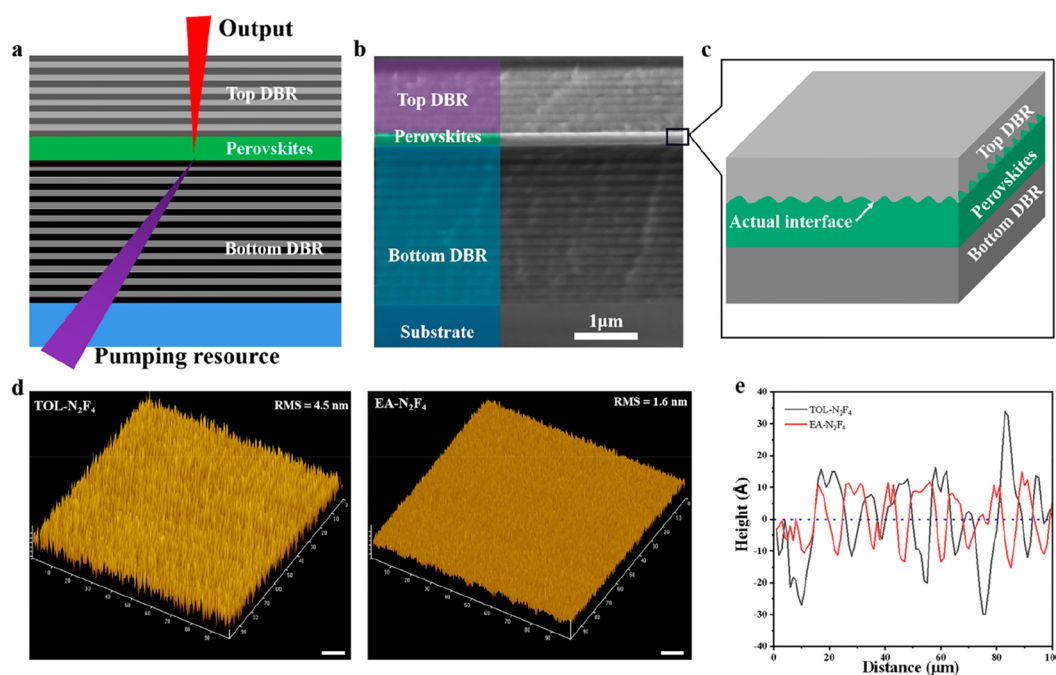 a
Output
Top DBR
Perovskites
Bottom DBR
Pumping resource
b
Top DBR
Perovskites
Bottom DBR
Substrate
1μm
c
Top DBR
Perovskites
Bottom DBR
Actual interface
d
TOL-N₂F₄
RMS = 4.5 nm
EA-N₂F₄
RMS = 1.6 nm
e
TOL-N₂F₄
EA-N₂F₄
Height (Å)
40
30
20
10
0
-10
-20
-30
-40
0 20 40 60 80 100
Distance (μm)